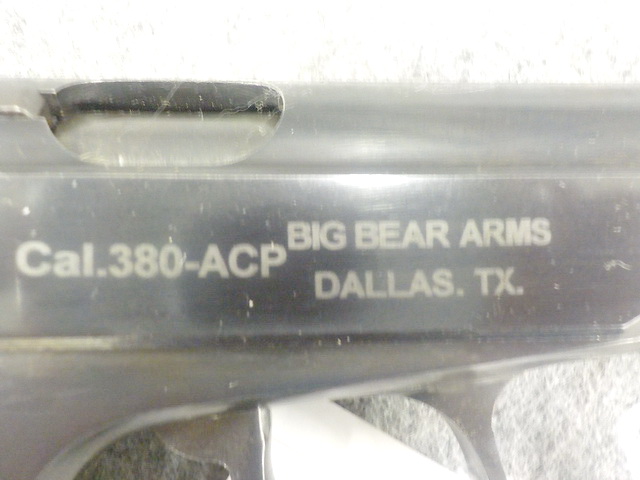 Cal.380-ACP
BIG BEAR ARMS
DALLAS. TX.